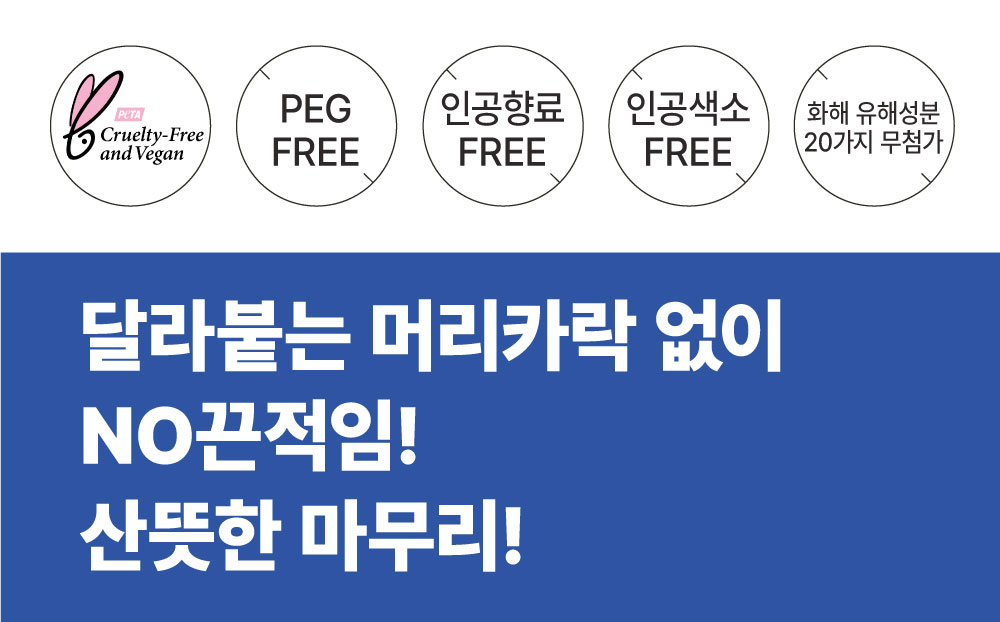 PETA
Cruelty-Free
and Vegan
PEG
FREE
인공향료
FREE
인공색소
FREE
화해 유해성분
20가지 무첨가
달라붙는 머리카락 없이
NO끈적임!
산뜻한 마무리!